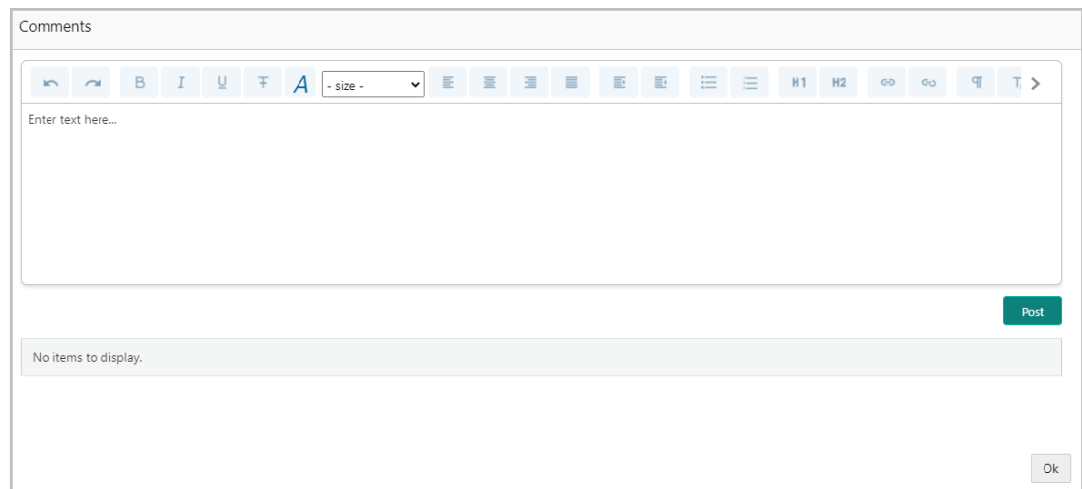 Comments
B I U T A - size - H1 H2 ¶ T
Enter text here...
Post
No items to display.
Ok